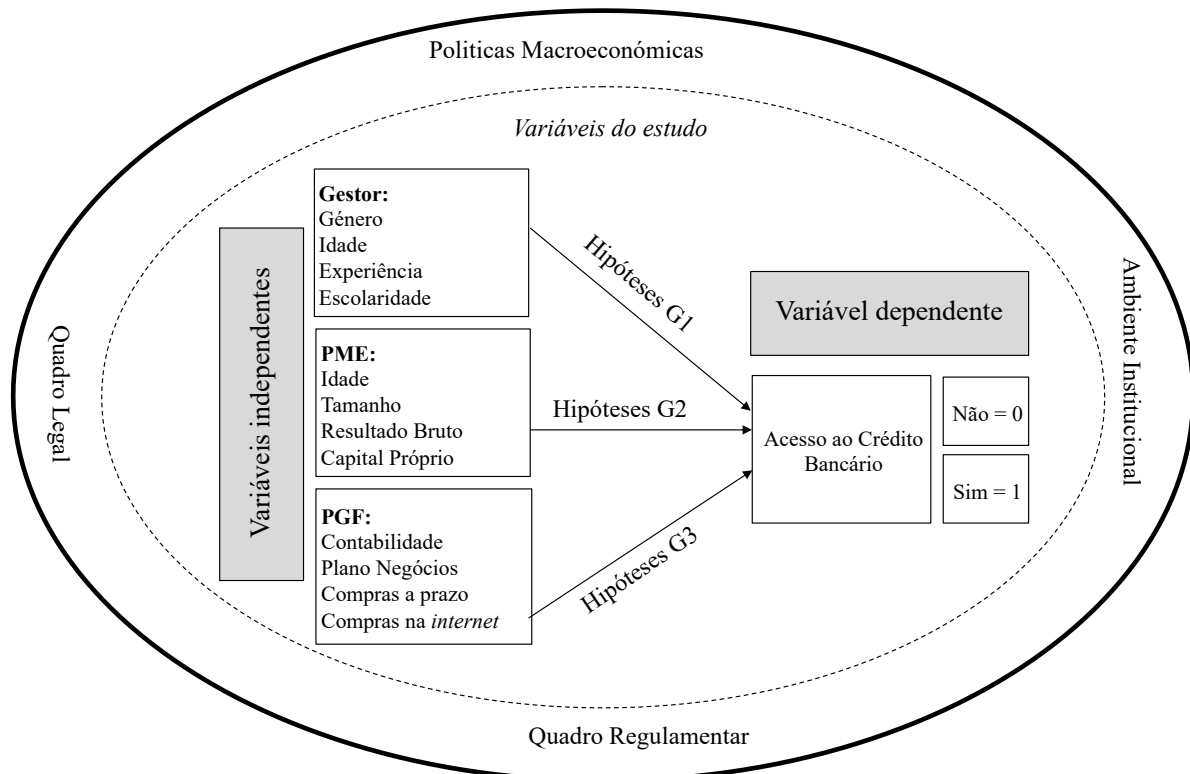 Politicas Macroeconómicas
Variáveis do estudo
Quadro Legal
Variáveis independentes
Gestor:
Género
Idade
Experiência
Escolaridade
PME:
Idade
Tamanho
Resultado Bruto
Capital Próprio
PGF:
Contabilidade
Plano Negócios
Compras a prazo
Compras na internet
Hipóteses G1
Hipóteses G2
Hipóteses G3
Variável dependente
Acesso ao Crédito
Bancário
Não = 0
Sim = 1
Ambiente Institucional
Quadro Regulamentar